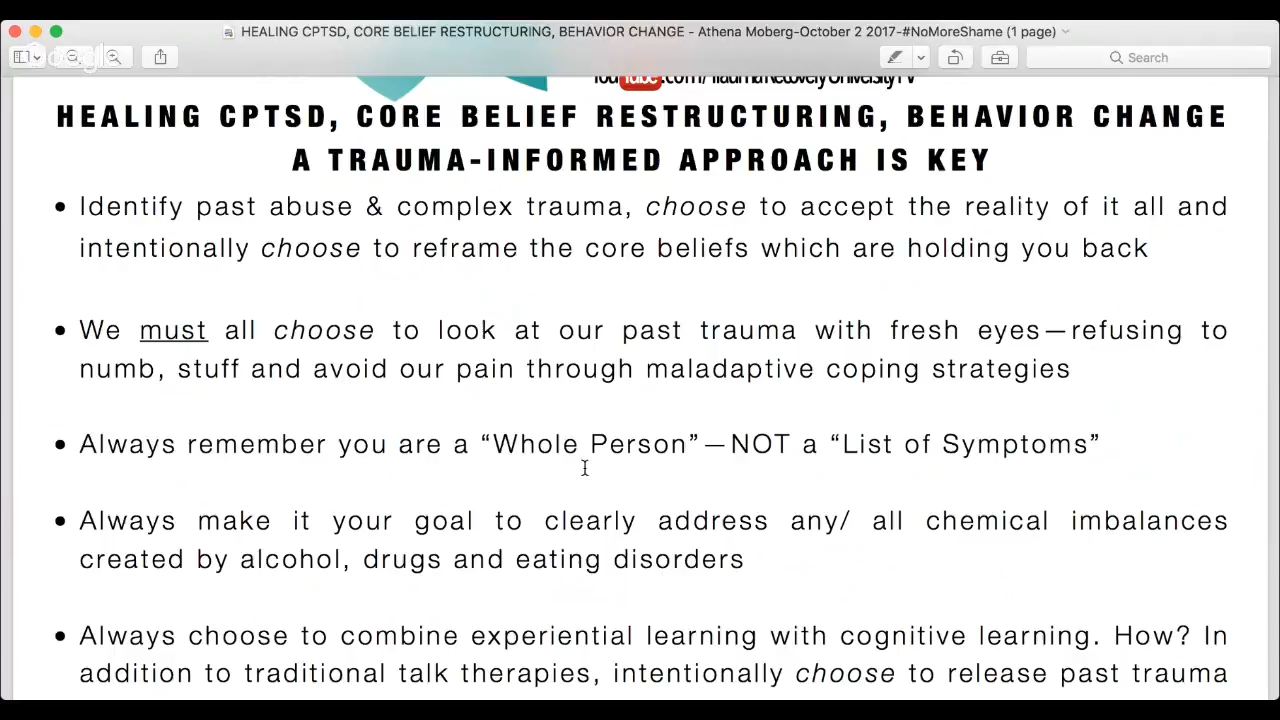 HEALING CPTSD, CORE BELIEF RESTRUCTURING, BEHAVIOR CHANGE - Athena Moberg-October 2 2017-#NoMoreShame (1 page)
Google
Search
YouTube.com/TraumaRecoveryUniversityTV
HEALING CPTSD, CORE BELIEF RESTRUCTURING, BEHAVIOR CHANGE
A TRAUMA-INFORMED APPROACH IS KEY
• Identify past abuse & complex trauma, choose to accept the reality of it all and
intentionally choose to reframe the core beliefs which are holding you back
• We must all choose to look at our past trauma with fresh eyes—refusing to
numb, stuff and avoid our pain through maladaptive coping strategies
• Always remember you are a “Whole Person”—NOT a “List of Symptoms”
• Always make it your goal to clearly address any/ all chemical imbalances
created by alcohol, drugs and eating disorders
• Always choose to combine experiential learning with cognitive learning. How? In
addition to traditional talk therapies, intentionally choose to release past trauma